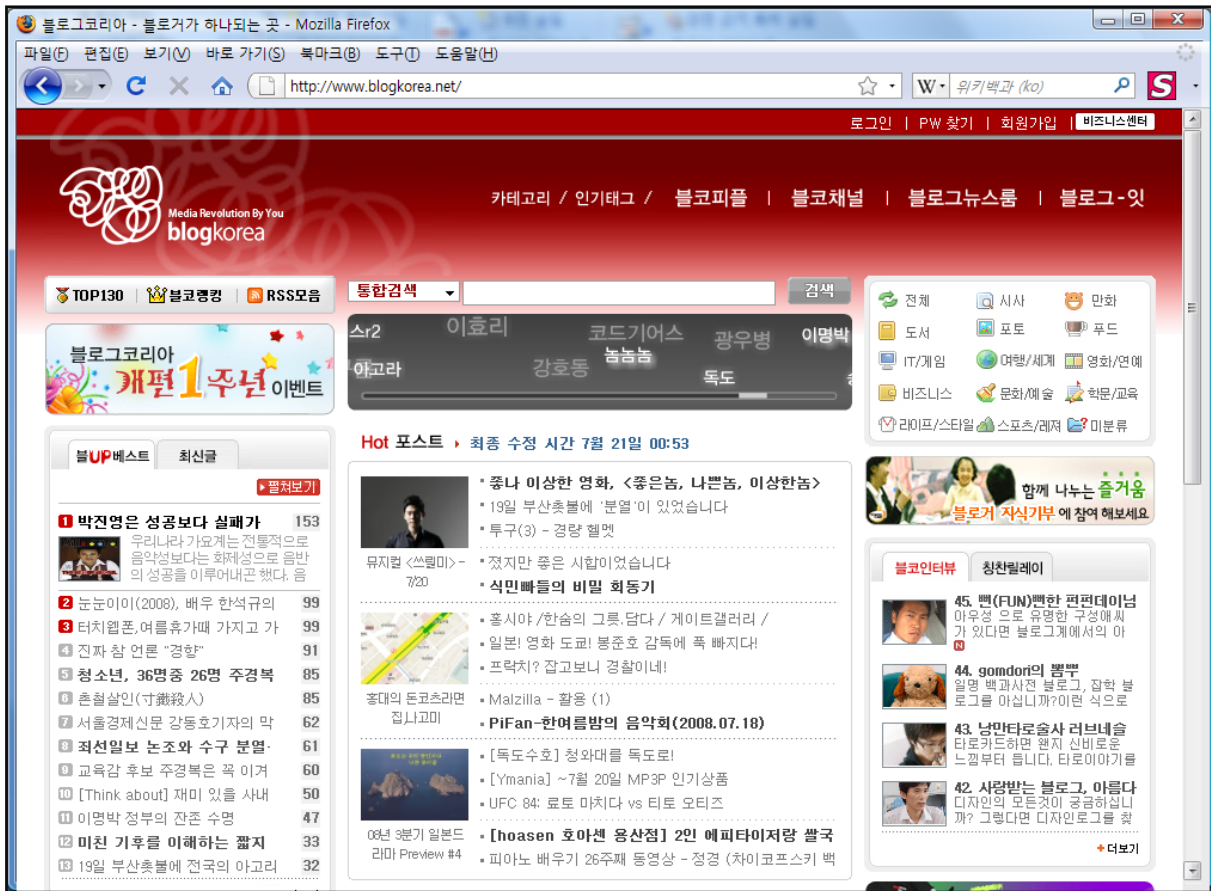 블로그코리아 - 블로거가 하나되는 곳 - Mozilla Firefox
파일(F) 편집(E) 보기(V) 바로 가기(S) 북마크(B) 도구(T) 도움말(H)
http://www.blogkorea.net/
W 위키백과 (ko)
S
로그인 | PW 찾기 | 회원가입 | 비즈니스센터
Media Revolution By You
blogkorea
카테고리 / 인기태그 / 블코피플 | 블코채널 | 블로그뉴스룸 | 블로그-잇
TOP130 | 블코랭킹 | RSS모음
블로그코리아
개편 1주년 이벤트
블UP베스트 최신글
펼쳐보기
1 박진영은 성공보다 실패가 153
우리나라 가요계는 전통적으로
음악성보다는 화제성으로 음반
의 성공을 이루어내곤 했다. 음
2 눈눈이이(2008), 배우 한석규의 99
3 터치웹폰,여름휴가때 가지고 가 99
4 진짜 참 언론 "경향" 91
5 청소년, 36명중 26명 주경복 85
6 촌철살인(寸鐵殺人) 85
7 서울경제신문 강동호기자의 막 62
8 죄선일보 논조와 수구 분열· 61
9 교육감 후보 주경복은 꼭 이겨 60
10 [Think about] 재미 있을 사내 50
11 이명박 정부의 잔존 수명 47
12 미친 기후를 이해하는 짧지 33
13 19일 부산촛불에 전국의 아고리 32
통합검색 검색
스r2 이효리 코드기어스 광우병 이명박
아고라 강호동 놈놈놈 독도
Hot 포스트 최종 수정 시간 7월 21일 00:53
뮤지컬 <쓰릴미> -
7/20
좋나 이상한 영화, <좋은놈, 나쁜놈, 이상한놈>
19일 부산촛불에 '분열'이 있었습니다
투구(3) - 경량 헬멧
졌지만 좋은 시합이었습니다
식민빠들의 비밀 회동기
홍대의 돈코츠라면
집,나고미
홍시야 /한숨의 그릇.담다 / 게이트갤러리 /
일본! 영화 도쿄! 봉준호 감독에 푹 빠지다!
프락치? 잡고보니 경찰이네!
Malzilla - 활용 (1)
PiFan-한여름밤의 음악회(2008.07.18)
08년 3분기 일본드
라마 Preview #4
[독도수호] 청와대를 독도로!
[Ymania] ~7월 20일 MP3P 인기상품
UFC 84: 료토 마치다 vs 티토 오티즈
[hoasen 호아센 용산점] 2인 에피타이저랑 쌀국
피아노 배우기 26주째 동영상 - 정경 (차이코프스키 백
전체 시사 만화
도서 포토 푸드
IT/게임 여행/세계 영화/연예
비즈니스 문화/예술 학문/교육
라이프/스타일 스포츠/레져 미분류
함께 나누는 즐거움
블로거 지식기부 에 참여 해보세요
블코인터뷰 칭찬릴레이
45. 뻔(FUN)뻔한 펀펀데이님
아우성 으로 유명한 구성애씨
가 있다면 블로그계에서의 아
N
44. gomdori의 뽐뿌
일명 백과사전 블로그, 잡학 블
로그를 아십니까?이런 식으로
43. 낭만타로술사 러브네슬
타로카드하면 왠지 신비로운
느낌부터 듭니다. 타로이야기를
42. 사랑받는 블로그, 아름다
디자인의 모든것이 궁금하십니
까? 그렇다면 디자인로그를 찾
+더보기